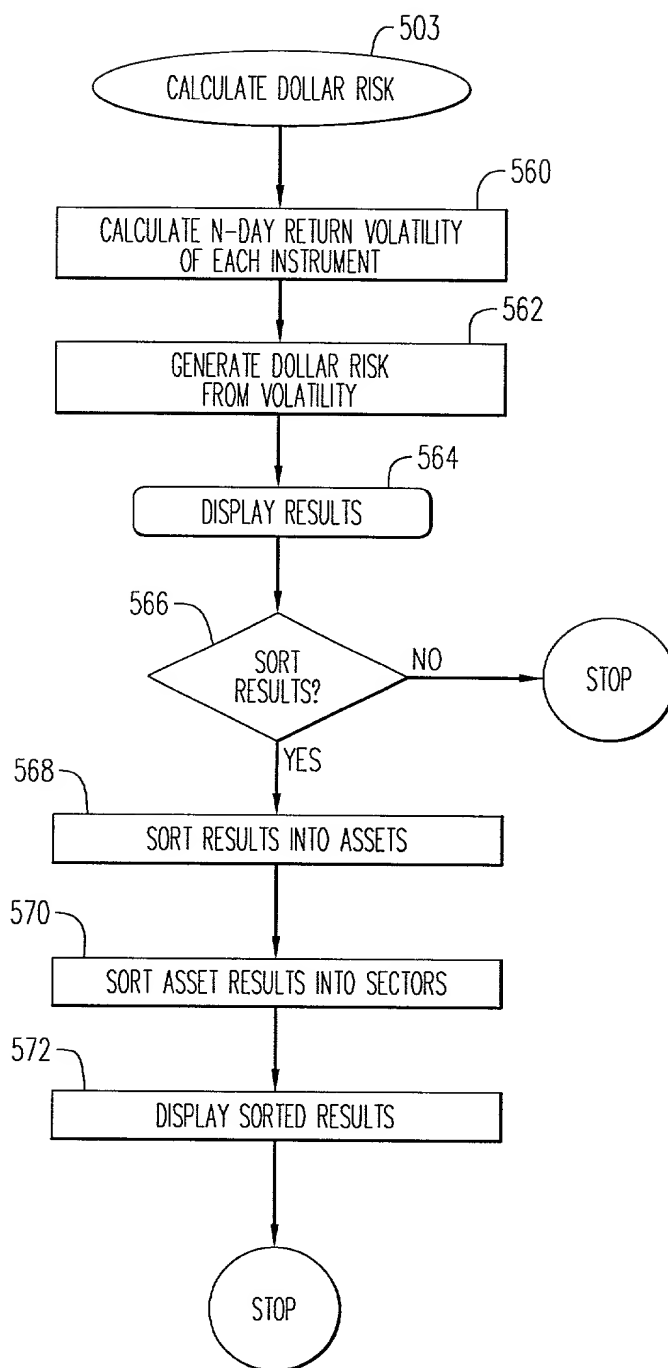 503
CALCULATE DOLLAR RISK
560
CALCULATE N-DAY RETURN VOLATILITY
OF EACH INSTRUMENT
562
GENERATE DOLLAR RISK
FROM VOLATILITY
564
DISPLAY RESULTS
566
SORT
RESULTS?
NO
STOP
YES
568
SORT RESULTS INTO ASSETS
570
SORT ASSET RESULTS INTO SECTORS
572
DISPLAY SORTED RESULTS
STOP